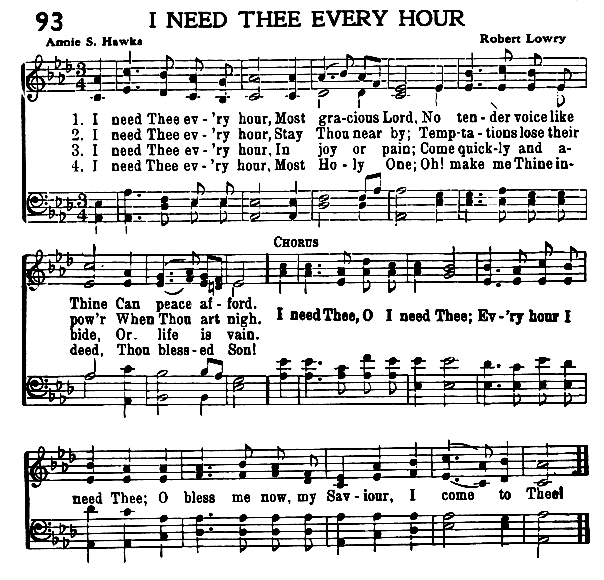 93 I NEED THEE EVERY HOUR
Annie S. Hawks Robert Lowry
1. I need Thee ev-'ry hour, Most gra-cious Lord, No ten-der voice like
2. I need Thee ev-'ry hour, Stay Thou near by; Temp-ta-tions lose their
3. I need Thee ev-'ry hour, In joy or pain; Come quick-ly and a-
4. I need Thee ev-'ry hour, Most Ho-ly One; Oh! make me Thine in-
CHORUS
Thine Can peace af-ford.
pow'r When Thou art nigh.
bide, Or life is vain.
deed, Thou bless-ed Son!
I need Thee, O I need Thee; Ev-'ry hour I
need Thee; O bless me now, my Sav-iour, I come to Thee!